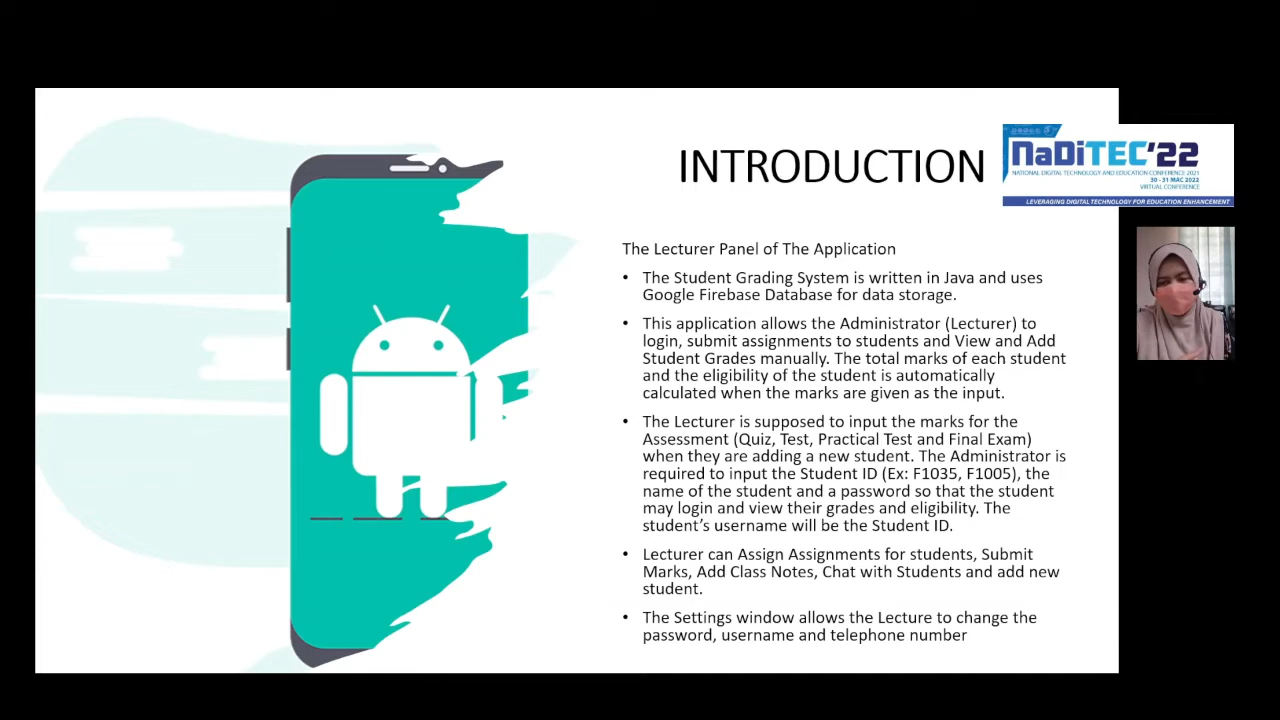 INTRODUCTION
NaDiTEC'22
NATIONAL DIGITAL TECHNOLOGY AND EDUCATION CONFERENCE 2021
30 - 31 MAC 2022
VIRTUAL CONFERENCE
LEVERAGING DIGITAL TECHNOLOGY FOR EDUCATION ENHANCEMENT
The Lecturer Panel of The Application
• The Student Grading System is written in Java and uses
Google Firebase Database for data storage.
• This application allows the Administrator (Lecturer) to
login, submit assignments to students and View and Add
Student Grades manually. The total marks of each student
and the eligibility of the student is automatically
calculated when the marks are given as the input.
• The Lecturer is supposed to input the marks for the
Assessment (Quiz, Test, Practical Test and Final Exam)
when they are adding a new student. The Administrator is
required to input the Student ID (Ex: F1035, F1005), the
name of the student and a password so that the student
may login and view their grades and eligibility. The
student's username will be the Student ID.
• Lecturer can Assign Assignments for students, Submit
Marks, Add Class Notes, Chat with Students and add new
student.
• The Settings window allows the Lecture to change the
password, username and telephone number